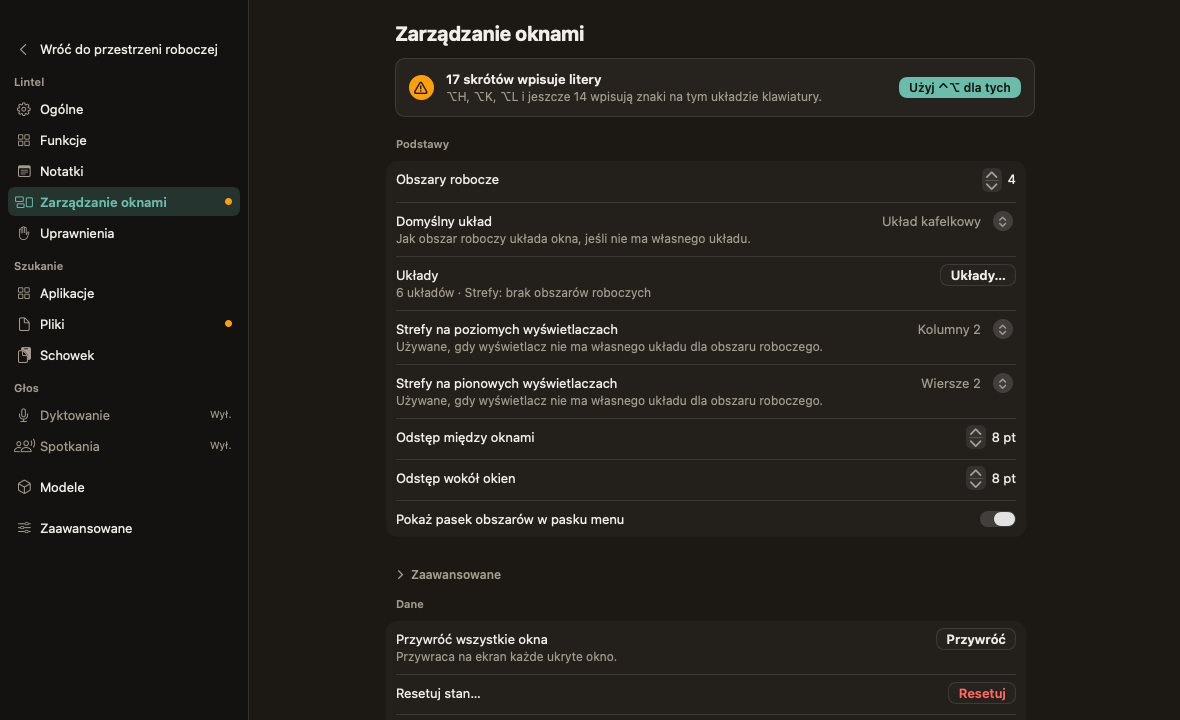 Wróć do przestrzeni roboczej
Lintel
Ogólne
Funkcje
Notatki
Zarządzanie oknami
Uprawnienia
Szukanie
Aplikacje
Pliki
Schowek
Głos
Dyktowanie Wył.
Spotkania Wył.
Modele
Zaawansowane
Zarządzanie oknami
17 skrótów wpisuje litery
⌥H, ⌥K, ⌥L i jeszcze 14 wpisują znaki na tym układzie klawiatury.
Użyj ⌃⌥ dla tych
Podstawy
Obszary robocze 4
Domyślny układ Układ kafelkowy
Jak obszar roboczy układa okna, jeśli nie ma własnego układu.
Układy Układy...
6 układów · Strefy: brak obszarów roboczych
Strefy na poziomych wyświetlaczach Kolumny 2
Używane, gdy wyświetlacz nie ma własnego układu dla obszaru roboczego.
Strefy na pionowych wyświetlaczach Wiersze 2
Używane, gdy wyświetlacz nie ma własnego układu dla obszaru roboczego.
Odstęp między oknami 8 pt
Odstęp wokół okien 8 pt
Pokaż pasek obszarów w pasku menu
Zaawansowane
Dane
Przywróć wszystkie okna Przywróć
Przywraca na ekran każde ukryte okno.
Resetuj stan... Resetuj